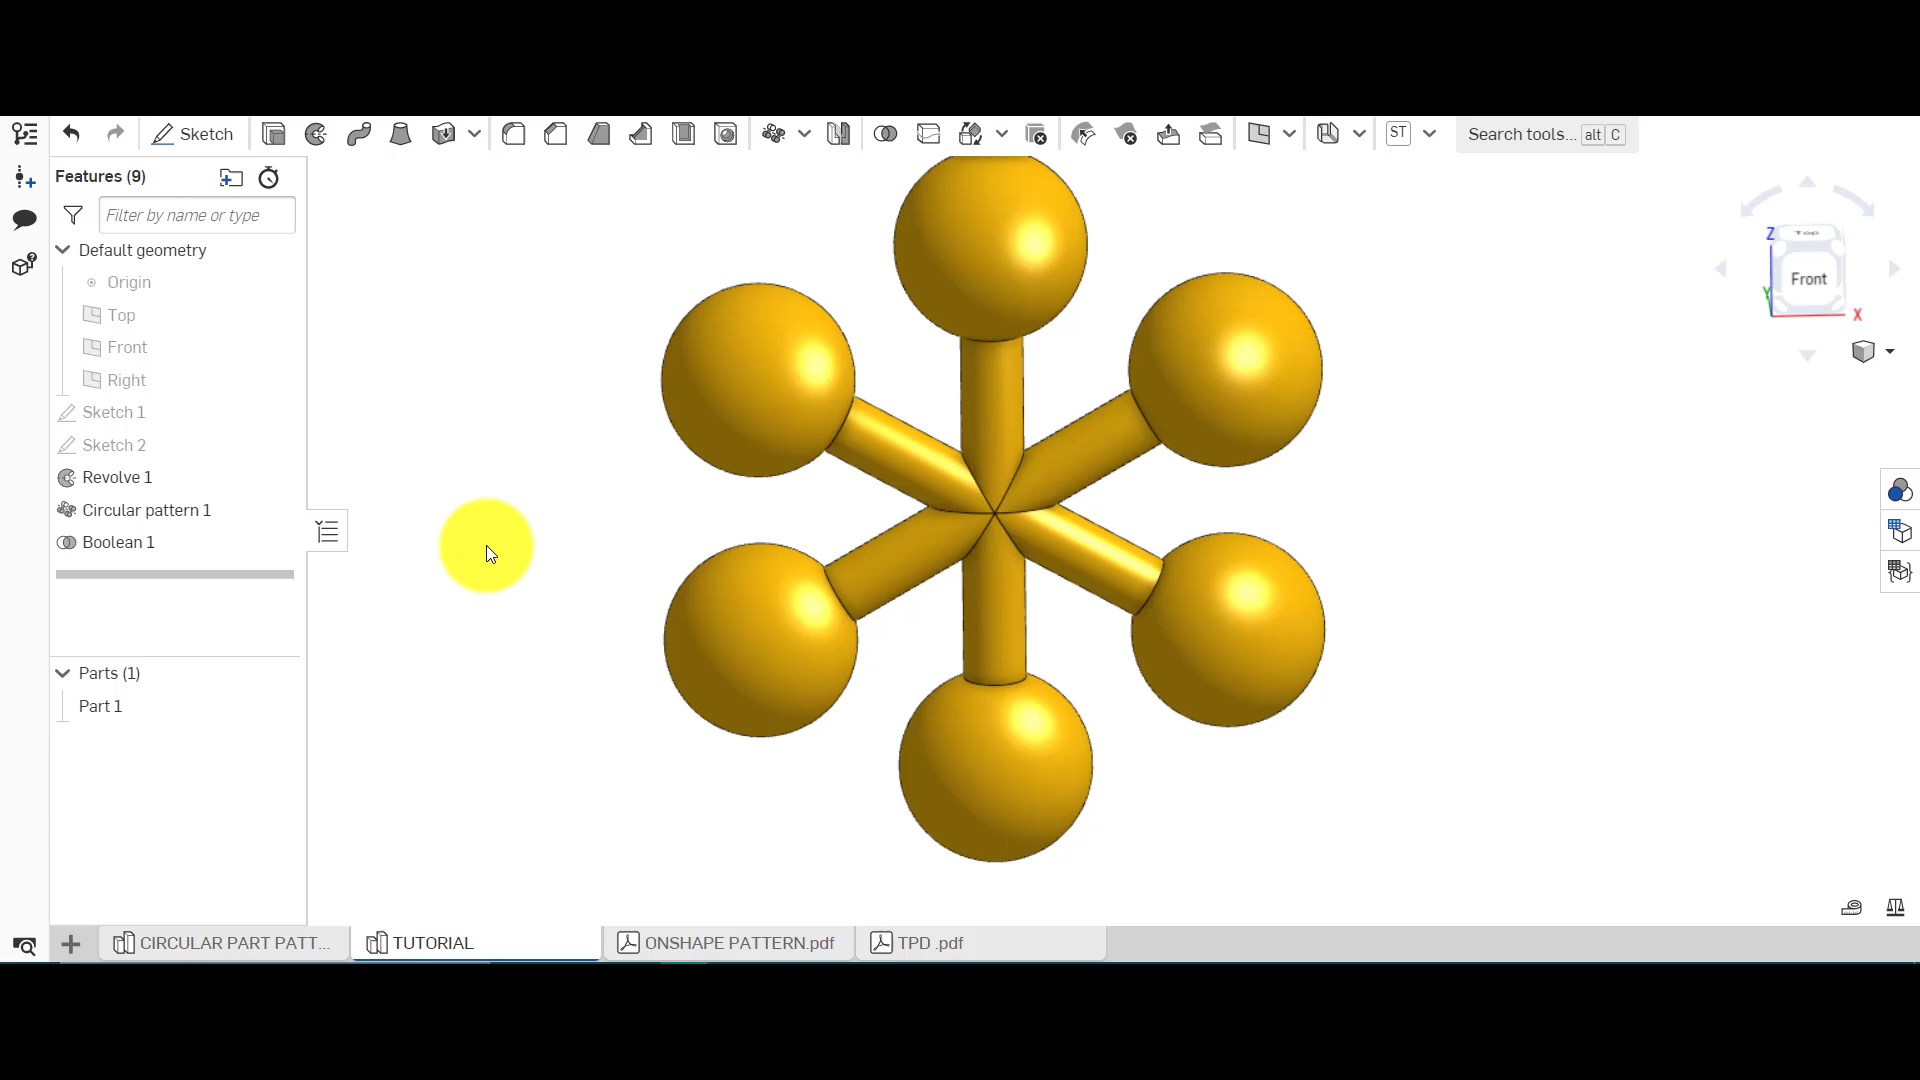 Sketch
ST
Search tools... alt C
Features (9)
Filter by name or type
Default geometry
Origin
Top
Front
Right
Sketch 1
Sketch 2
Revolve 1
Circular pattern 1
Boolean 1
Parts (1)
Part 1
Top
Z
Front
Y
X
CIRCULAR PART PATT...
TUTORIAL
ONSHAPE PATTERN.pdf
TPD .pdf